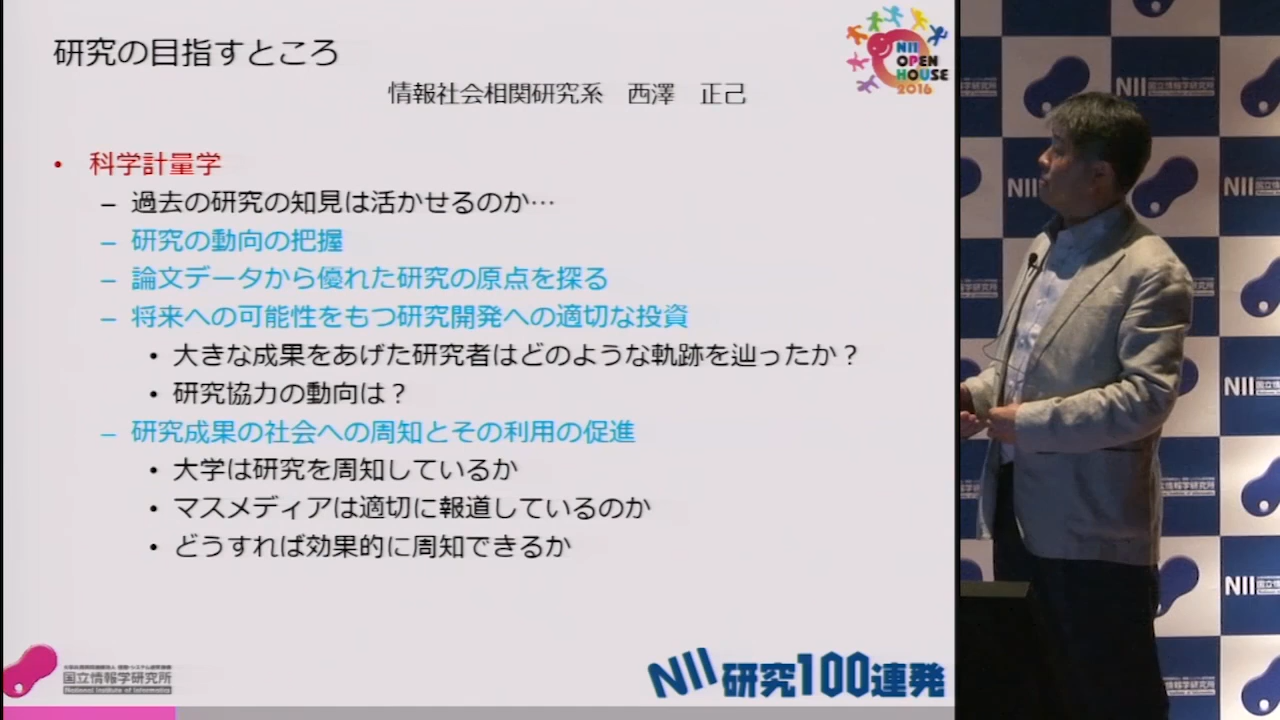 研究の目指すところ
NII
OPEN
HOUSE
2016
情報社会相関研究系　西澤　正己
• 科学計量学
– 過去の研究の知見は活かせるのか…
– 研究の動向の把握
– 論文データから優れた研究の原点を探る
– 将来への可能性をもつ研究開発への適切な投資
• 大きな成果をあげた研究者はどのような軌跡を辿ったか？
• 研究協力の動向は？
– 研究成果の社会への周知とその利用の促進
• 大学は研究を周知しているか
• マスメディアは適切に報道しているのか
• どうすれば効果的に周知できるか
国立情報学研究所
National Institute of Informatics
NII研究100連発
NII 国立情報学研究所
NII
NII
NII
NII